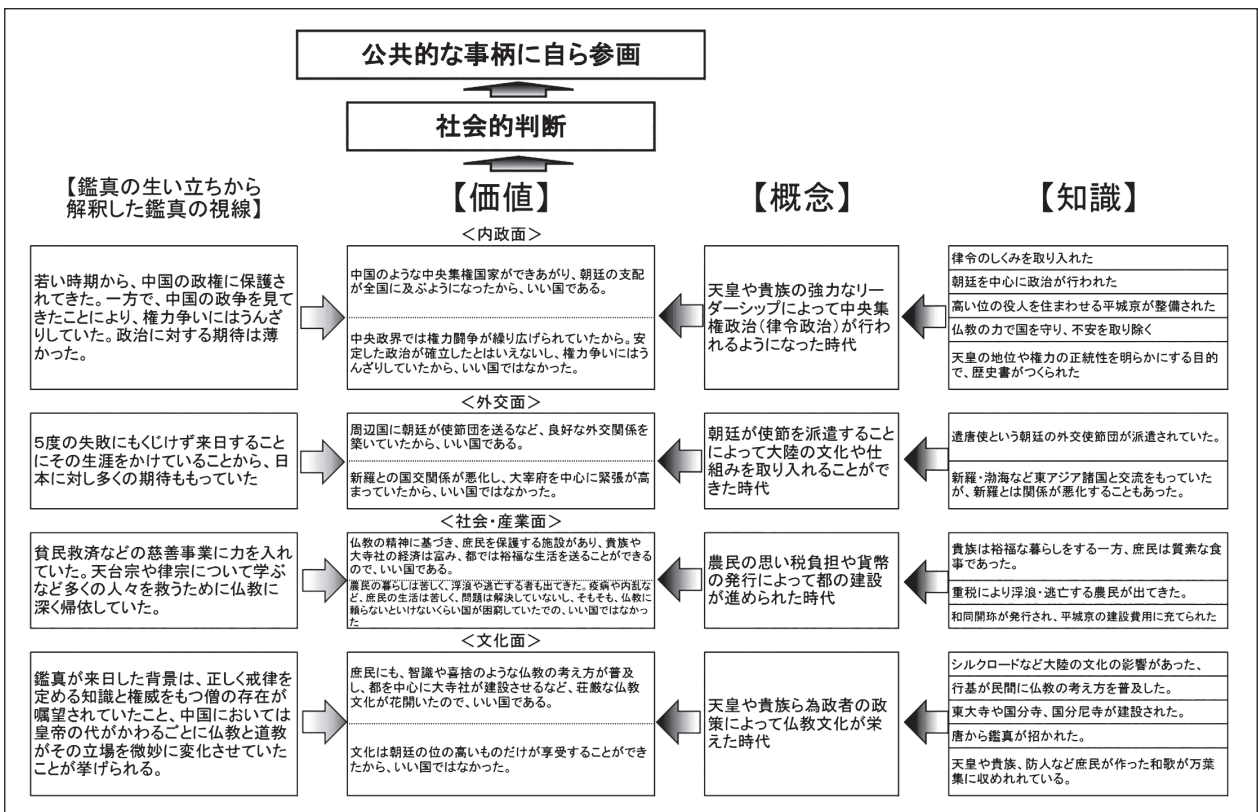 公共的な事柄に自ら参画
社会的判断
【鑑真の生い立ちから
解釈した鑑真の視線】
【価値】
【概念】
【知識】
＜内政面＞
若い時期から、中国の政権に保護さ
れてきた。一方で、中国の政争を見て
きたことにより、権力争いにはうんざ
りしていた。政治に対する期待は薄
かった。
中国のような中央集権国家ができあがり、朝廷の支配
が全国に及ぶようになったから、いい国である。
中央政界では権力闘争が繰り広げられていたから。安
定した政治が確立したとはいえないし、権力争いにはう
んざりしていたから、いい国ではなかった。
天皇や貴族の強力なリ
ーダーシップによって中央集
権政治（律令政治）が行わ
れるようになった時代
律令のしくみを取り入れた
朝廷を中心に政治が行われた
高い位の役人を住まわせる平城京が整備された
仏教の力で国を守り、不安を取り除く
天皇の地位や権力の正統性を明らかにする目的
で、歴史書がつくられた
＜外交面＞
５度の失敗にもくじけず来日すること
にその生涯をかけていることから、日
本に対し多くの期待ももっていた
周辺国に朝廷が使節団を送るなど、良好な外交関係を
築いていたから、いい国である。
新羅との国交関係が悪化し、大宰府を中心に緊張が高
まっていたから、いい国ではなかった。
朝廷が使節を派遣すること
によって大陸の文化や仕
組みを取り入れることがで
きた時代
遣唐使という朝廷の外交使節団が派遣されていた。
新羅・渤海など東アジア諸国と交流をもってい
たが、新羅とは関係が悪化することもあった。
＜社会・産業面＞
貧民救済などの慈善事業に力を入れ
ていた。天台宗や律宗について学ぶ
など多くの人々を救うために仏教に
深く帰依していた。
仏教の精神に基づき、庶民を保護する施設があり、貴族や
大寺社の経済は富み、都では裕福な生活を送ることができる
ので、いい国である。
農民の暮らしは苦しく、浮浪や逃亡する者も出てきた。疫病や内乱な
ど、庶民の生活は苦しく、問題は解決していないし、そもそも、仏教に
頼らないといけないくらい国が困窮していたでの、いい国ではなかっ
た
農民の思い税負担や貨幣
の発行によって都の建設
が進められた時代
貴族は裕福な暮らしをする一方、庶民は質素な食
事であった。
重税により浮浪・逃亡する農民が出てきた。
和同開珎が発行され、平城京の建設費用に充てられた
＜文化面＞
鑑真が来日した背景は、正しく戒律を
定める知識と権威をもつ僧の存在が
嘱望されていたこと、中国においては
皇帝の代がかわるごとに仏教と道教
がその立場を微妙に変化させていた
ことが挙げられる。
庶民にも、智識や喜捨のような仏教の考え方が普及
し、都を中心に大寺社が建設させるなど、荘厳な仏教
文化が花開いたので、いい国である。
文化は朝廷の位の高いものだけが享受することができ
たから、いい国ではなかった。
天皇や貴族ら為政者の政
策によって仏教文化が栄
えた時代
シルクロードなど大陸の文化の影響があった、
行基が民間に仏教の考え方を普及した。
東大寺や国分寺、国分尼寺が建設された。
唐から鑑真が招かれた。
天皇や貴族、防人など庶民が作った和歌が万葉
集に収めれれている。